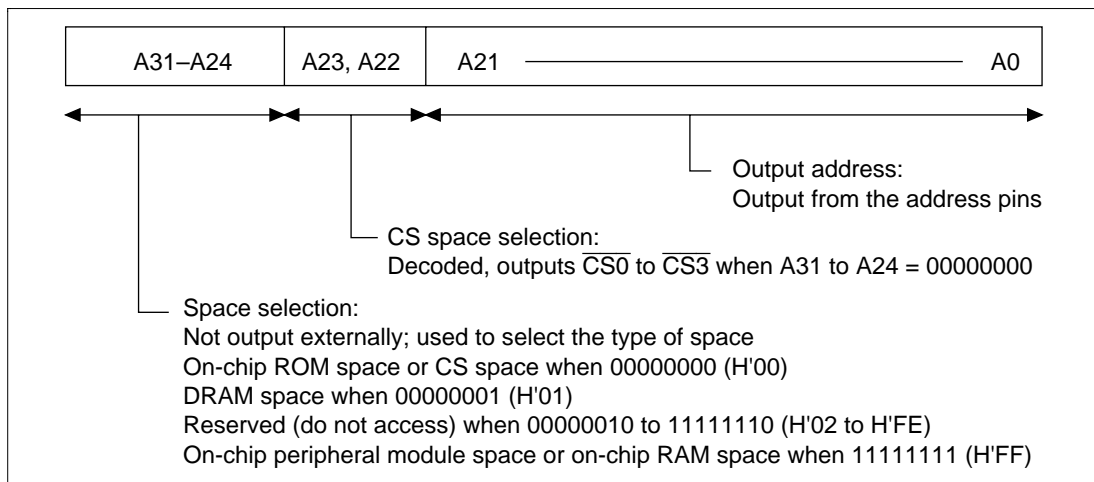 A31–A24 A23, A22 A21 A0
Output address:
Output from the address pins
CS space selection:
Decoded, outputs C̅S̅0̅ to C̅S̅3̅ when A31 to A24 = 00000000
Space selection:
Not output externally; used to select the type of space
On-chip ROM space or CS space when 00000000 (H'00)
DRAM space when 00000001 (H'01)
Reserved (do not access) when 00000010 to 11111110 (H'02 to H'FE)
On-chip peripheral module space or on-chip RAM space when 11111111 (H'FF)